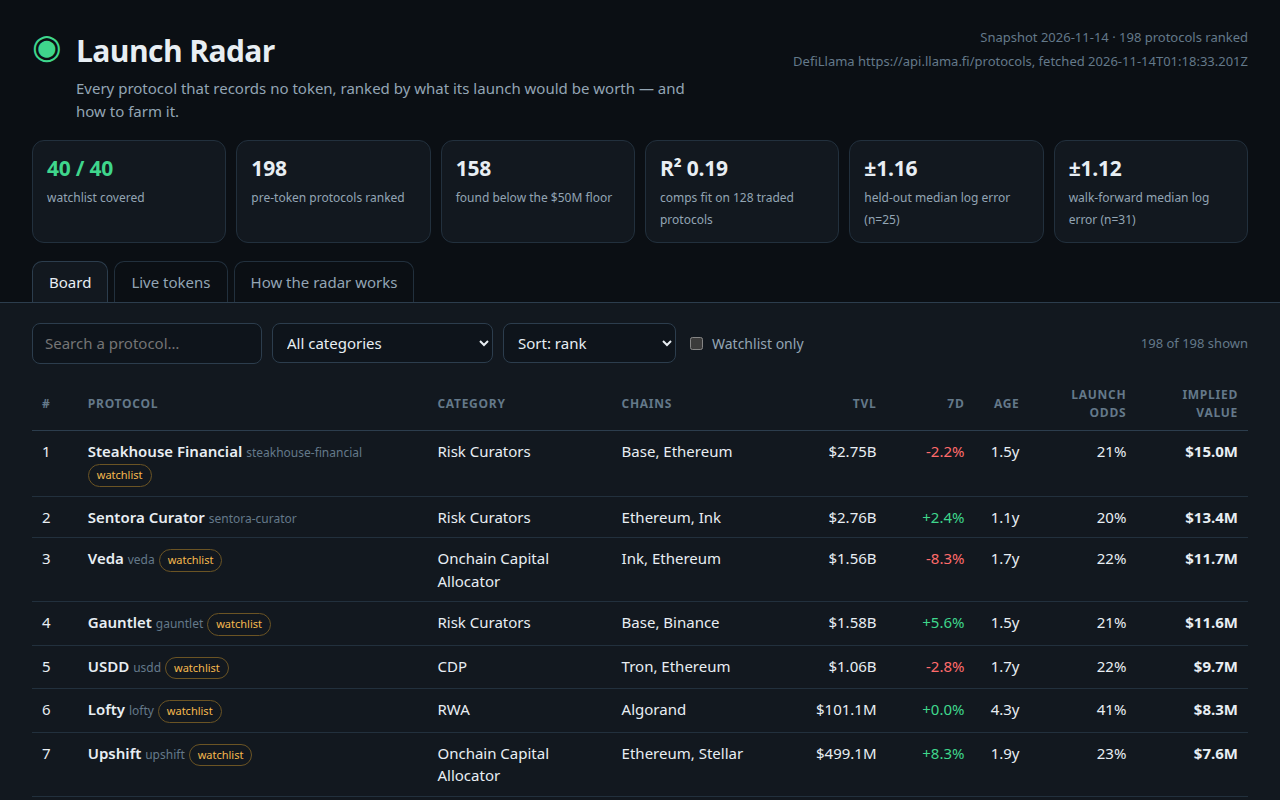 Launch Radar
Snapshot 2026-11-14 · 198 protocols ranked
DefiLlama https://api.llama.fi/protocols, fetched 2026-11-14T01:18:33.201Z
Every protocol that records no token, ranked by what its launch would be worth — and
how to farm it.
40 / 40
watchlist covered
198
pre-token protocols ranked
158
found below the $50M floor
R² 0.19
comps fit on 128 traded
protocols
±1.16
held-out median log error
(n=25)
±1.12
walk-forward median log
error (n=31)
Board
Live tokens
How the radar works
Search a protocol...
All categories
Sort: rank
Watchlist only
198 of 198 shown
# PROTOCOL CATEGORY CHAINS TVL 7D AGE LAUNCH ODDS IMPLIED VALUE
1 Steakhouse Financial steakhouse-financial watchlist Risk Curators Base, Ethereum $2.75B -2.2% 1.5y 21% $15.0M
2 Sentora Curator sentora-curator Risk Curators Ethereum, Ink $2.76B +2.4% 1.1y 20% $13.4M
3 Veda veda watchlist Onchain Capital Allocator Ink, Ethereum $1.56B -8.3% 1.7y 22% $11.7M
4 Gauntlet gauntlet watchlist Risk Curators Base, Binance $1.58B +5.6% 1.5y 21% $11.6M
5 USDD usdd watchlist CDP Tron, Ethereum $1.06B -2.8% 1.7y 22% $9.7M
6 Lofty lofty watchlist RWA Algorand $101.1M +0.0% 4.3y 41% $8.3M
7 Upshift upshift watchlist Onchain Capital Allocator Ethereum, Stellar $499.1M +8.3% 1.9y 23% $7.6M